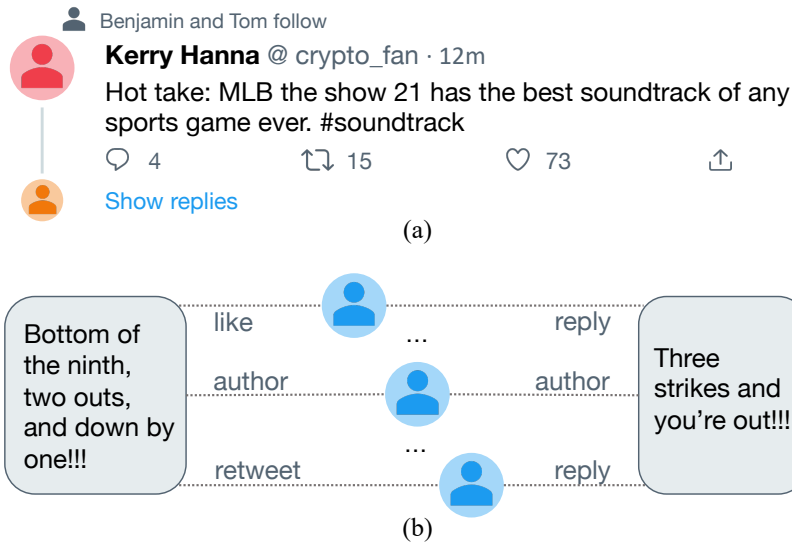 Benjamin and Tom follow
Kerry Hanna @ crypto_fan · 12m
Hot take: MLB the show 21 has the best soundtrack of any
sports game ever. #soundtrack
4 15 73
Show replies
(a)
Bottom of
the ninth,
two outs,
and down by
one!!!
like
reply
...
author
author
...
retweet
reply
Three
strikes and
you're out!!!
(b)